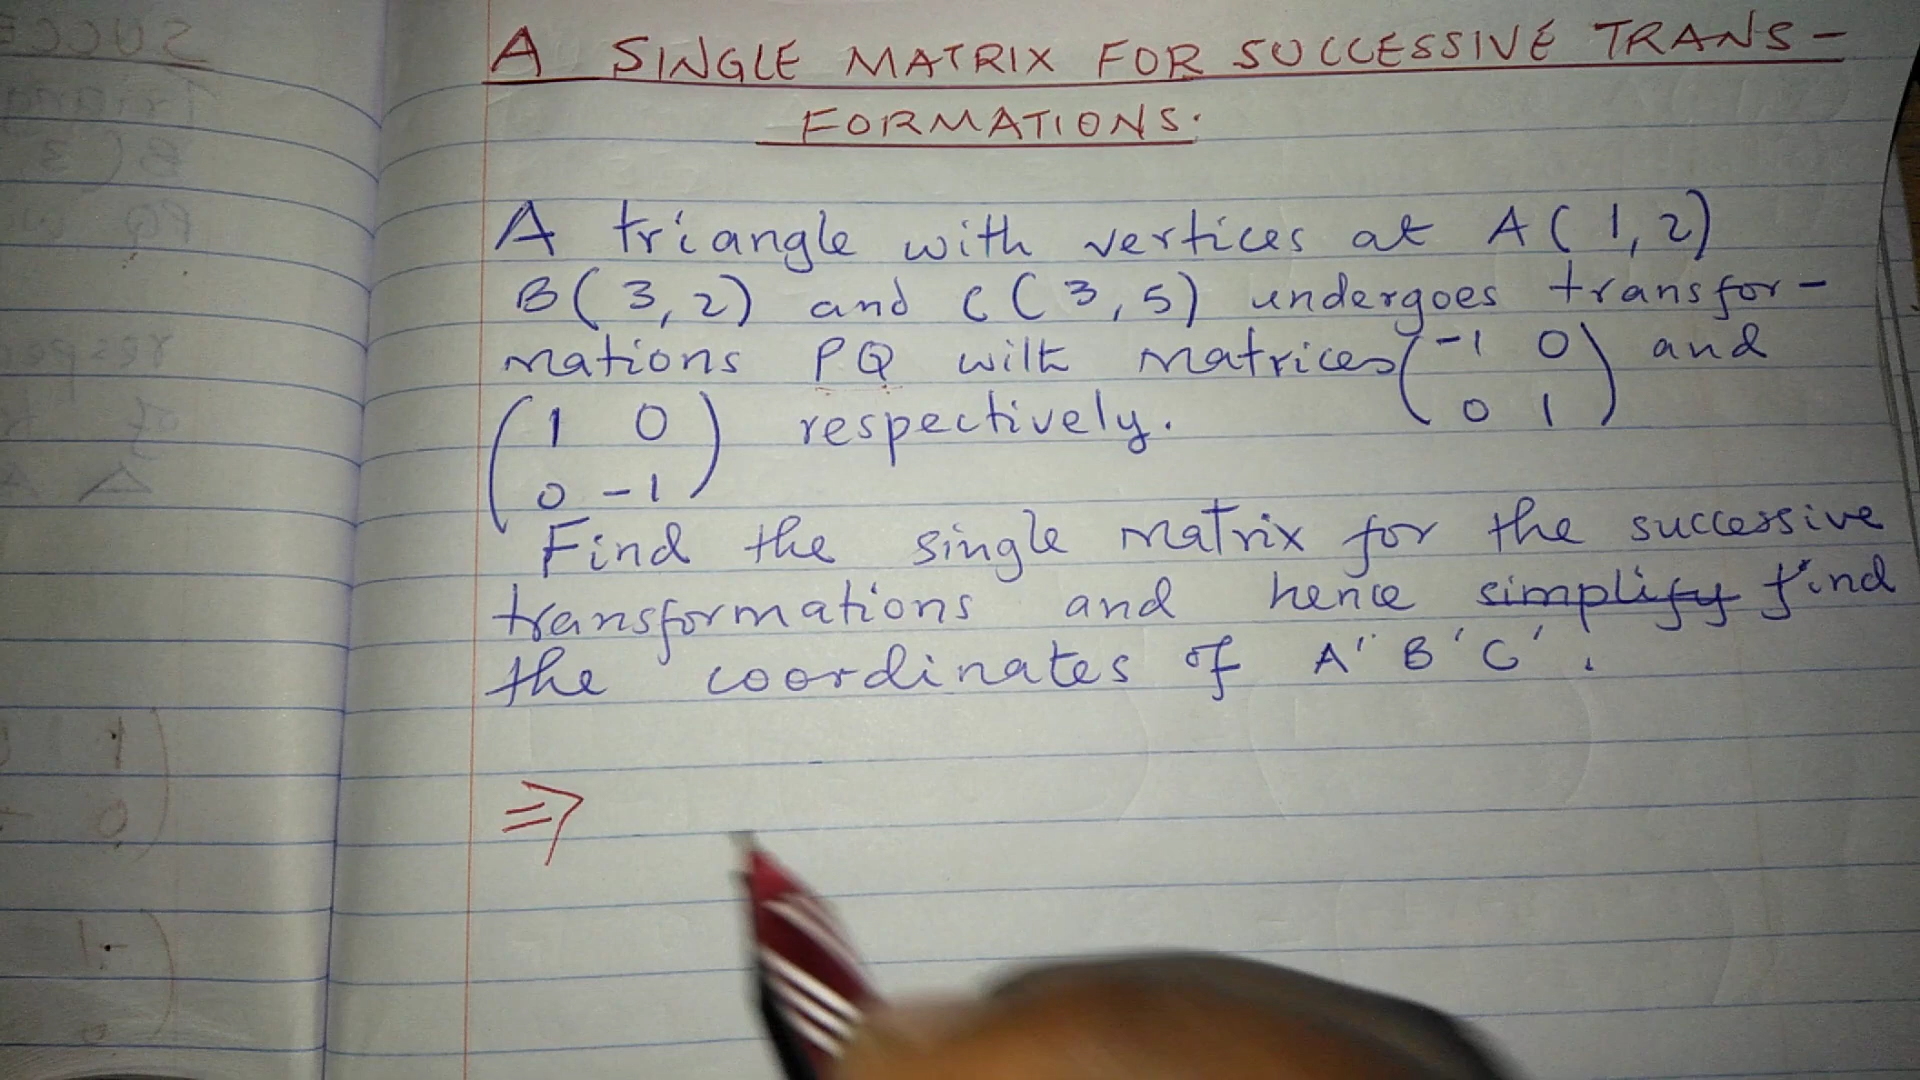 A SINGLE MATRIX FOR SUCCESSIVE TRANS-
FORMATIONS.
A triangle with vertices at A(1,2)
B(3,2) and C(3,5) undergoes transfor-
mations PQ with matrices (-1 0 and
0 1)
(1 0 respectively.
0 -1)
Find the single matrix for the successive
transformations and hence simplify find
the coordinates of A' B' C'.
⇒